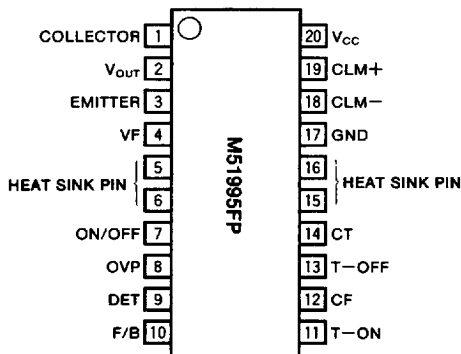 COLLECTOR 1 20 VCC
VOUT 2 19 CLM+
EMITTER 3 18 CLM−
VF 4 17 GND
5 16
HEAT SINK PIN HEAT SINK PIN
6 15
ON/OFF 7 14 CT
OVP 8 13 T−OFF
DET 9 12 CF
F/B 10 11 T−ON
M51995FP